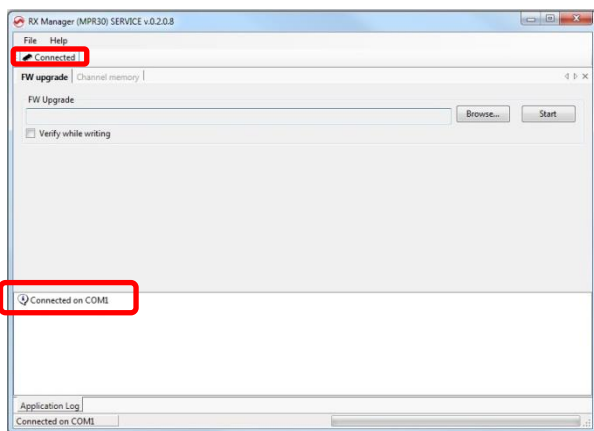 RX Manager (MPR30) SERVICE v.0.2.0.8
File Help
Connected
FW upgrade Channel memory
FW Upgrade
Browse... Start
Verify while writing
Connected on COM1
Application Log
Connected on COM1